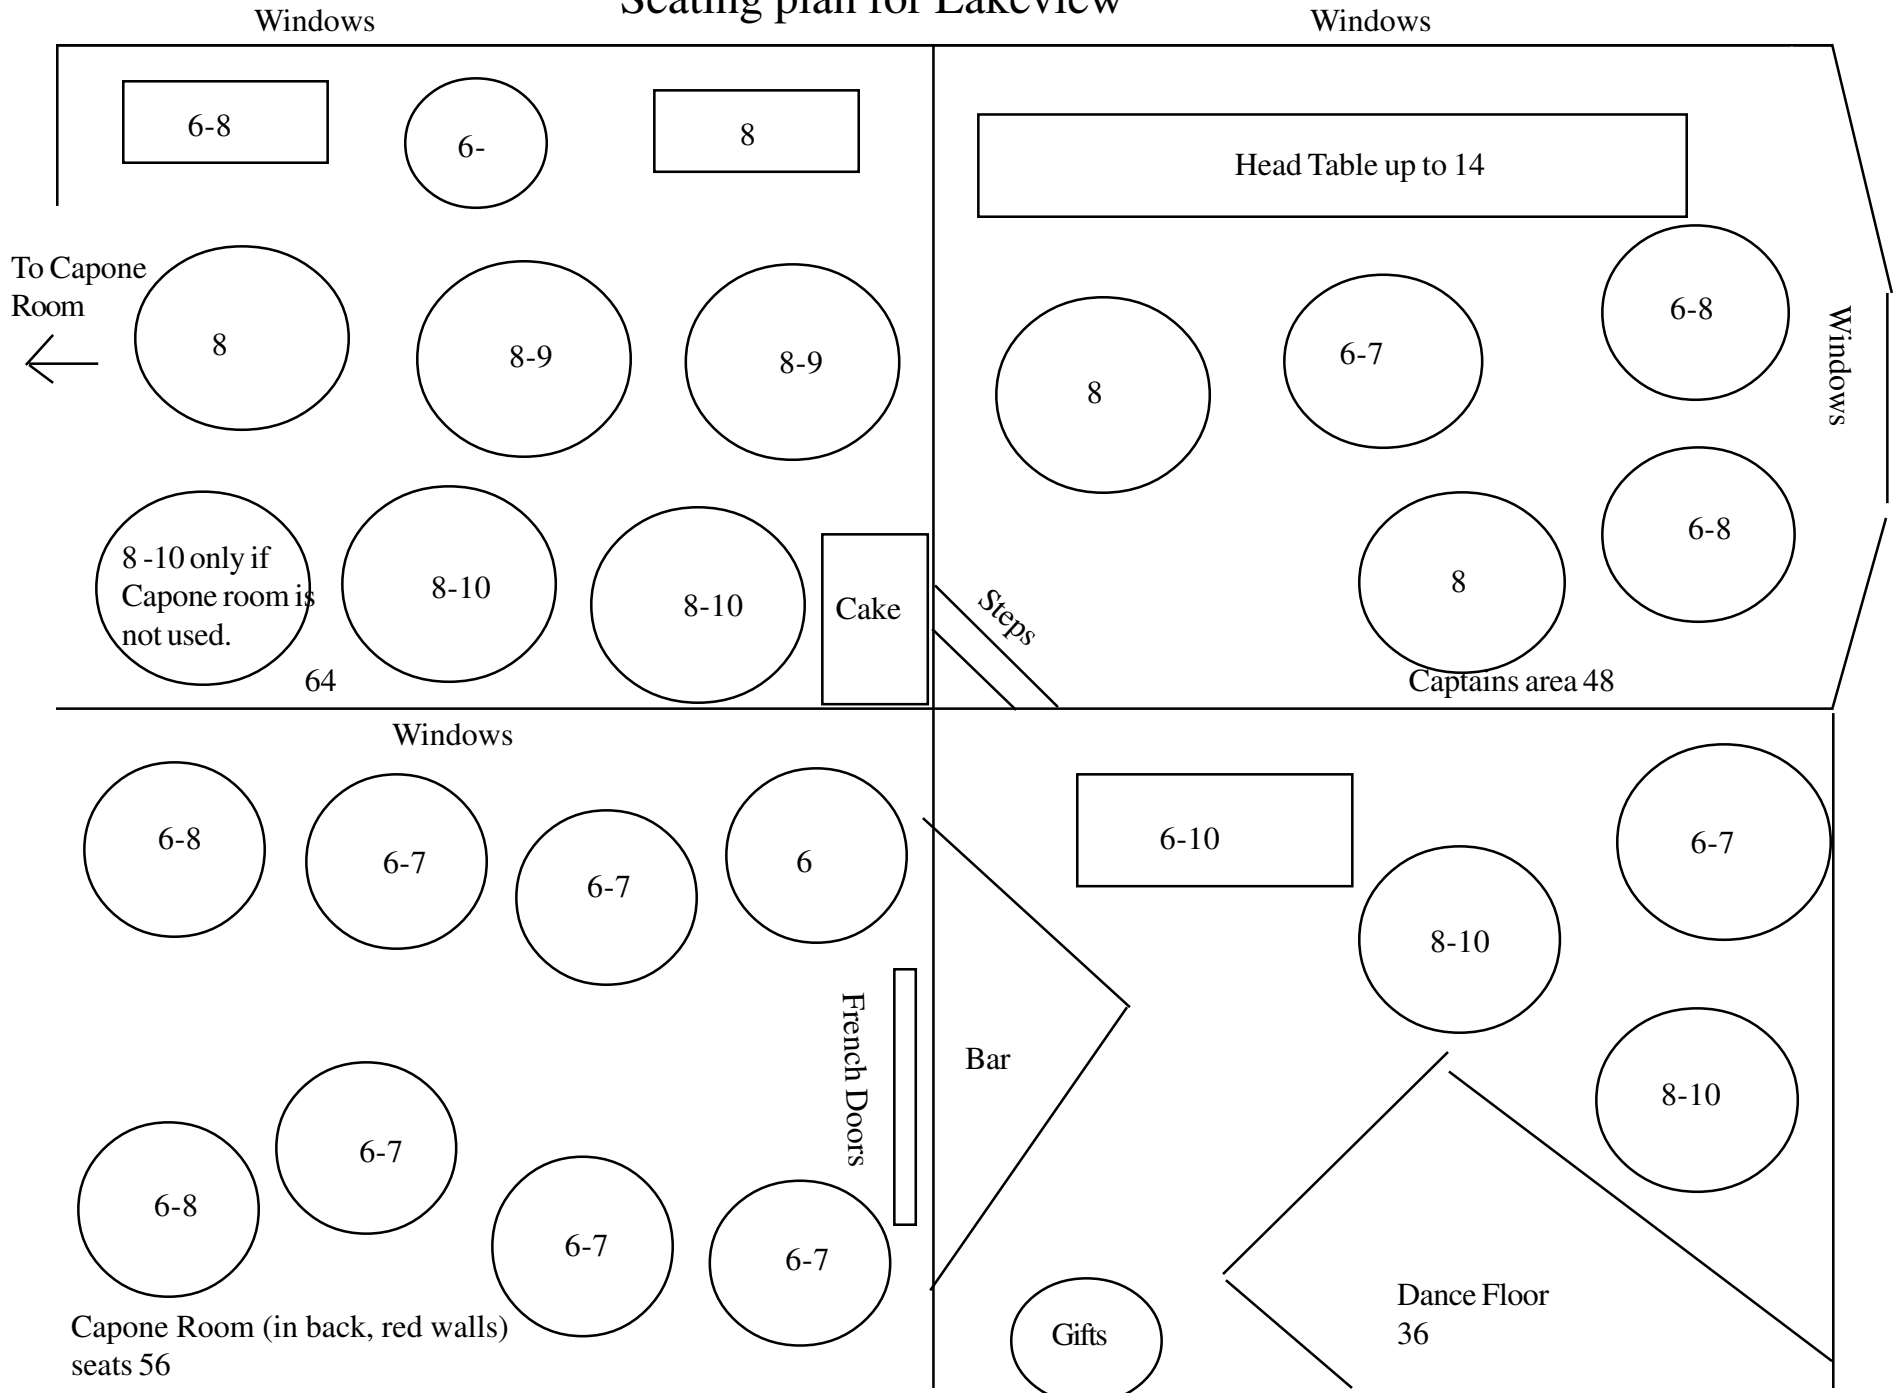 Seating plan for Lakeview
Windows
Windows
6-8
6-
8
Head Table up to 14
To Capone
Room
8
8-9
8-9
8
6-7
6-8
Windows
8 -10 only if
Capone room is
not used.
8-10
8-10
Cake
Steps
8
6-8
64
Captains area 48
Windows
6-8
6-7
6-7
6
6-10
8-10
6-7
French Doors
Bar
8-10
6-8
6-7
6-7
6-7
Capone Room (in back, red walls)
seats 56
Gifts
Dance Floor
36